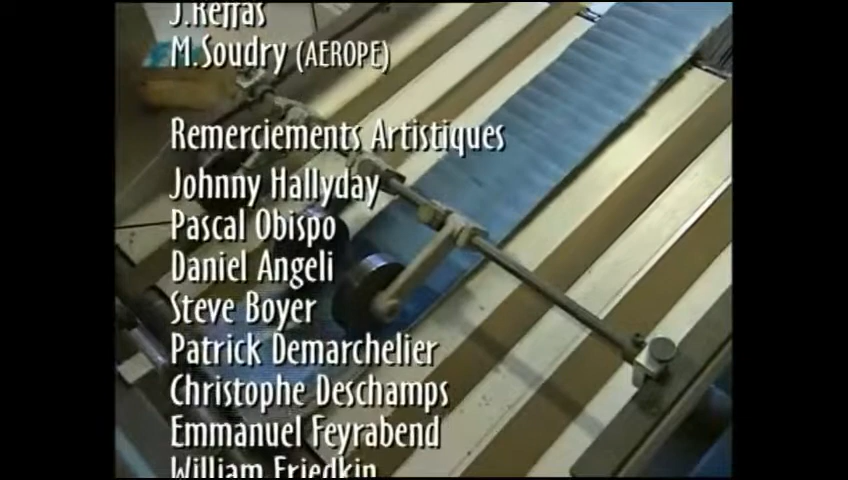 J.Reffas
M.Soudry (AEROPE)
Remerciements Artistiques
Johnny Hallyday
Pascal Obispo
Daniel Angeli
Steve Boyer
Patrick Demarchelier
Christophe Deschamps
Emmanuel Feyrabend
William Friedkin